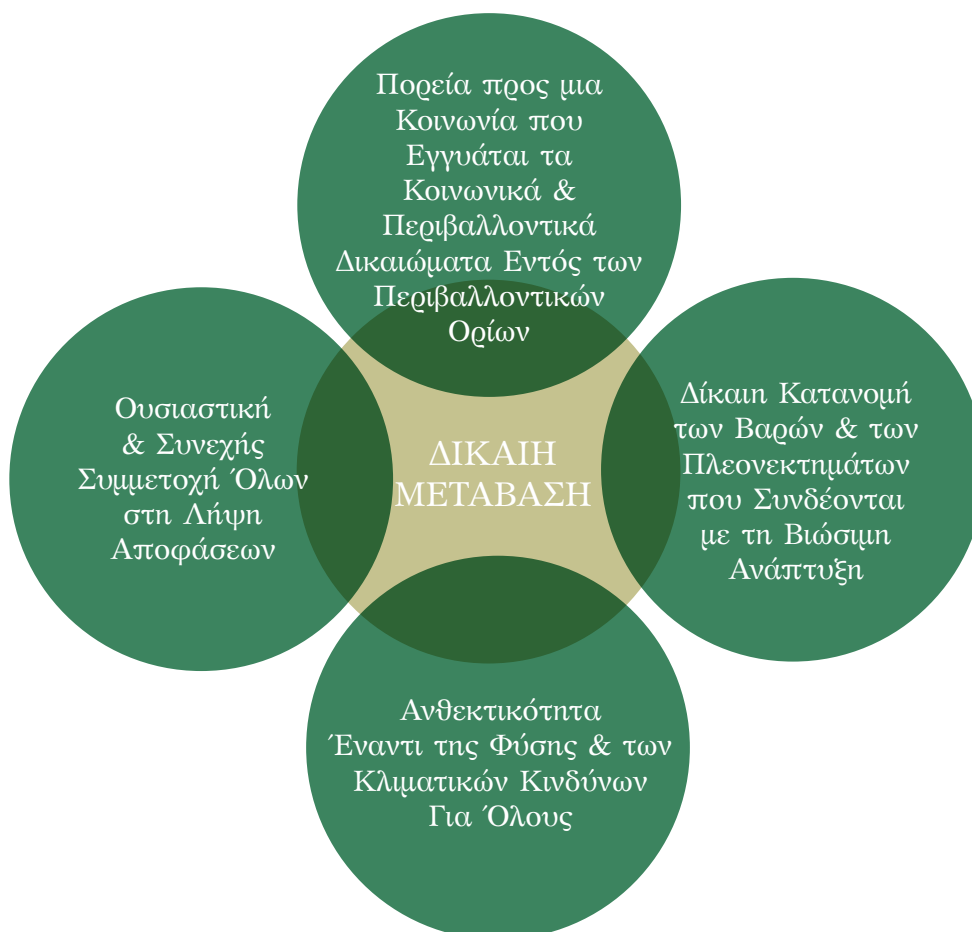 Πορεία προς μια
Κοινωνία που
Εγγυάται τα
Κοινωνικά &
Περιβαλλοντικά
Δικαιώματα Εντός των
Περιβαλλοντικών
Ορίων
Ουσιαστική
& Συνεχής
Συμμετοχή Όλων
στη Λήψη
Αποφάσεων
ΔΙΚΑΙΗ
ΜΕΤΑΒΑΣΗ
Δίκαιη Κατανομή
των Βαρών & των
Πλεονεκτημάτων
που Συνδέονται
με τη Βιώσιμη
Ανάπτυξη
Ανθεκτικότητα
Έναντι της Φύσης & των
Κλιματικών Κινδύνων
Για Όλους